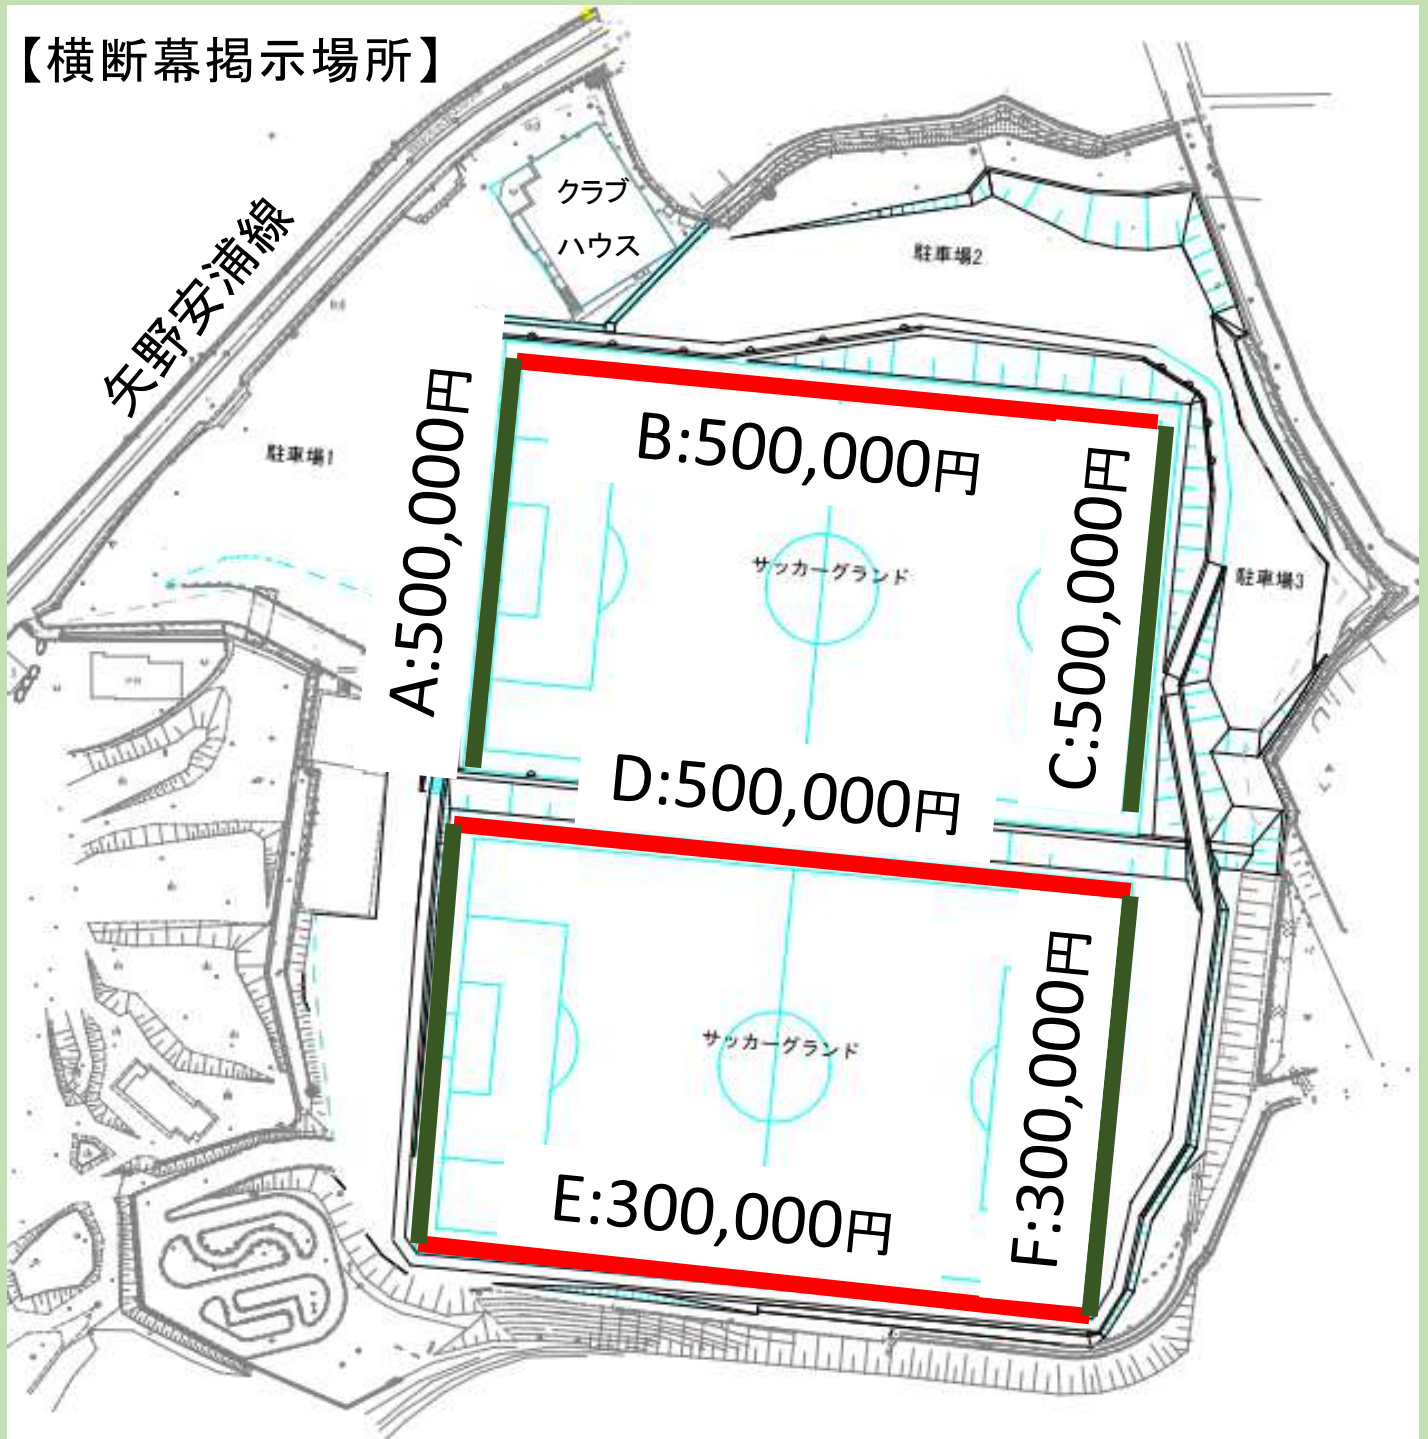 【横断幕掲示場所】
クラブ
ハウス
矢野安浦線
駐車場2
駐車場1
A:500,000円
B:500,000円
C:500,000円
サッカーグランド
駐車場3
D:500,000円
サッカーグランド
E:300,000円
F:300,000円